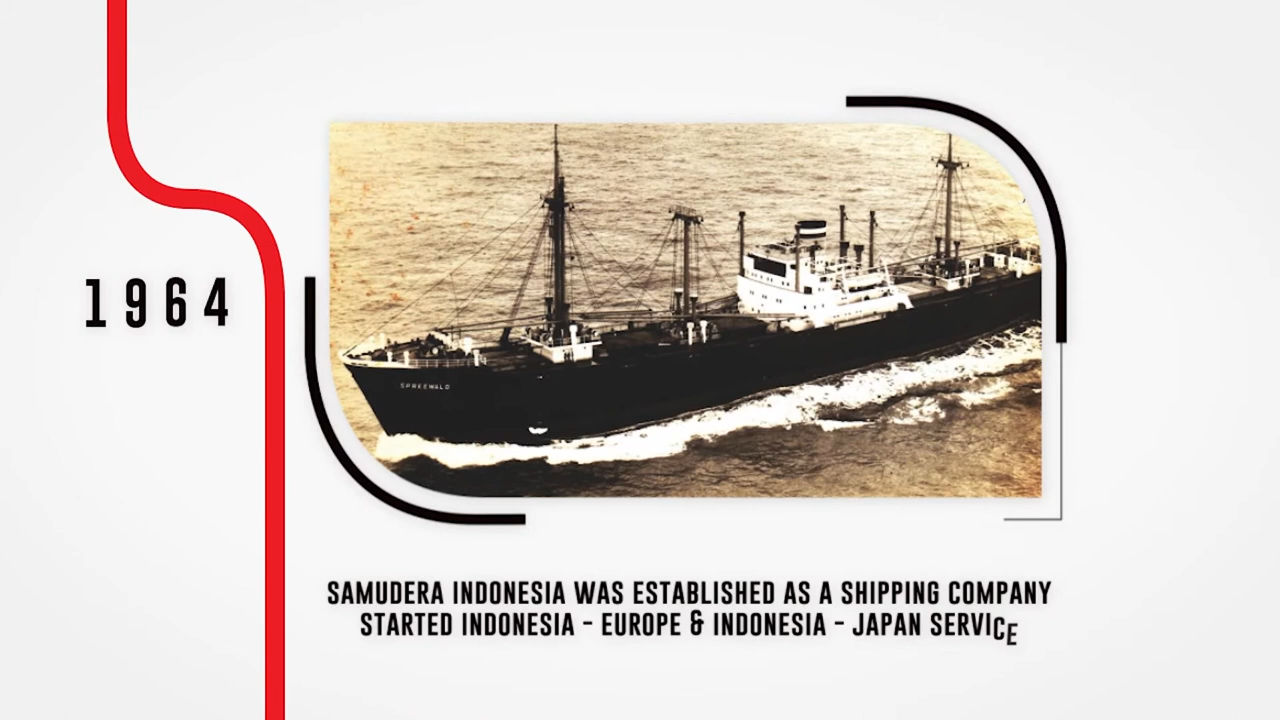 1964
SPREEWALD
SAMUDERA INDONESIA WAS ESTABLISHED AS A SHIPPING COMPANY
STARTED INDONESIA - EUROPE & INDONESIA - JAPAN SERVICE